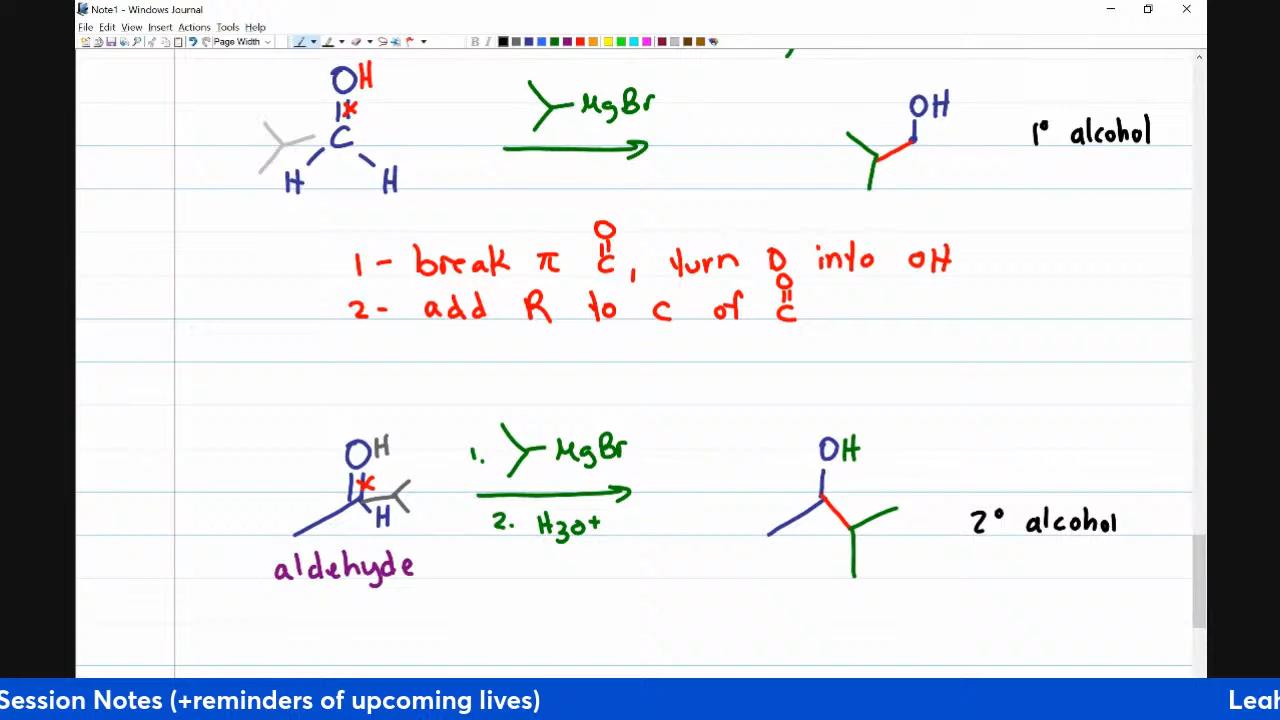 Note1 - Windows Journal
File Edit View Insert Actions Tools Help
Page Width B I
OH
C
H H
MgBr
OH
1° alcohol
1 - break π C=O, turn O into OH
2 - add R to C of C=O
OH
H
aldehyde
1. MgBr
2. H3O+
OH
2° alcohol
Session Notes (+reminders of upcoming lives)
Leah